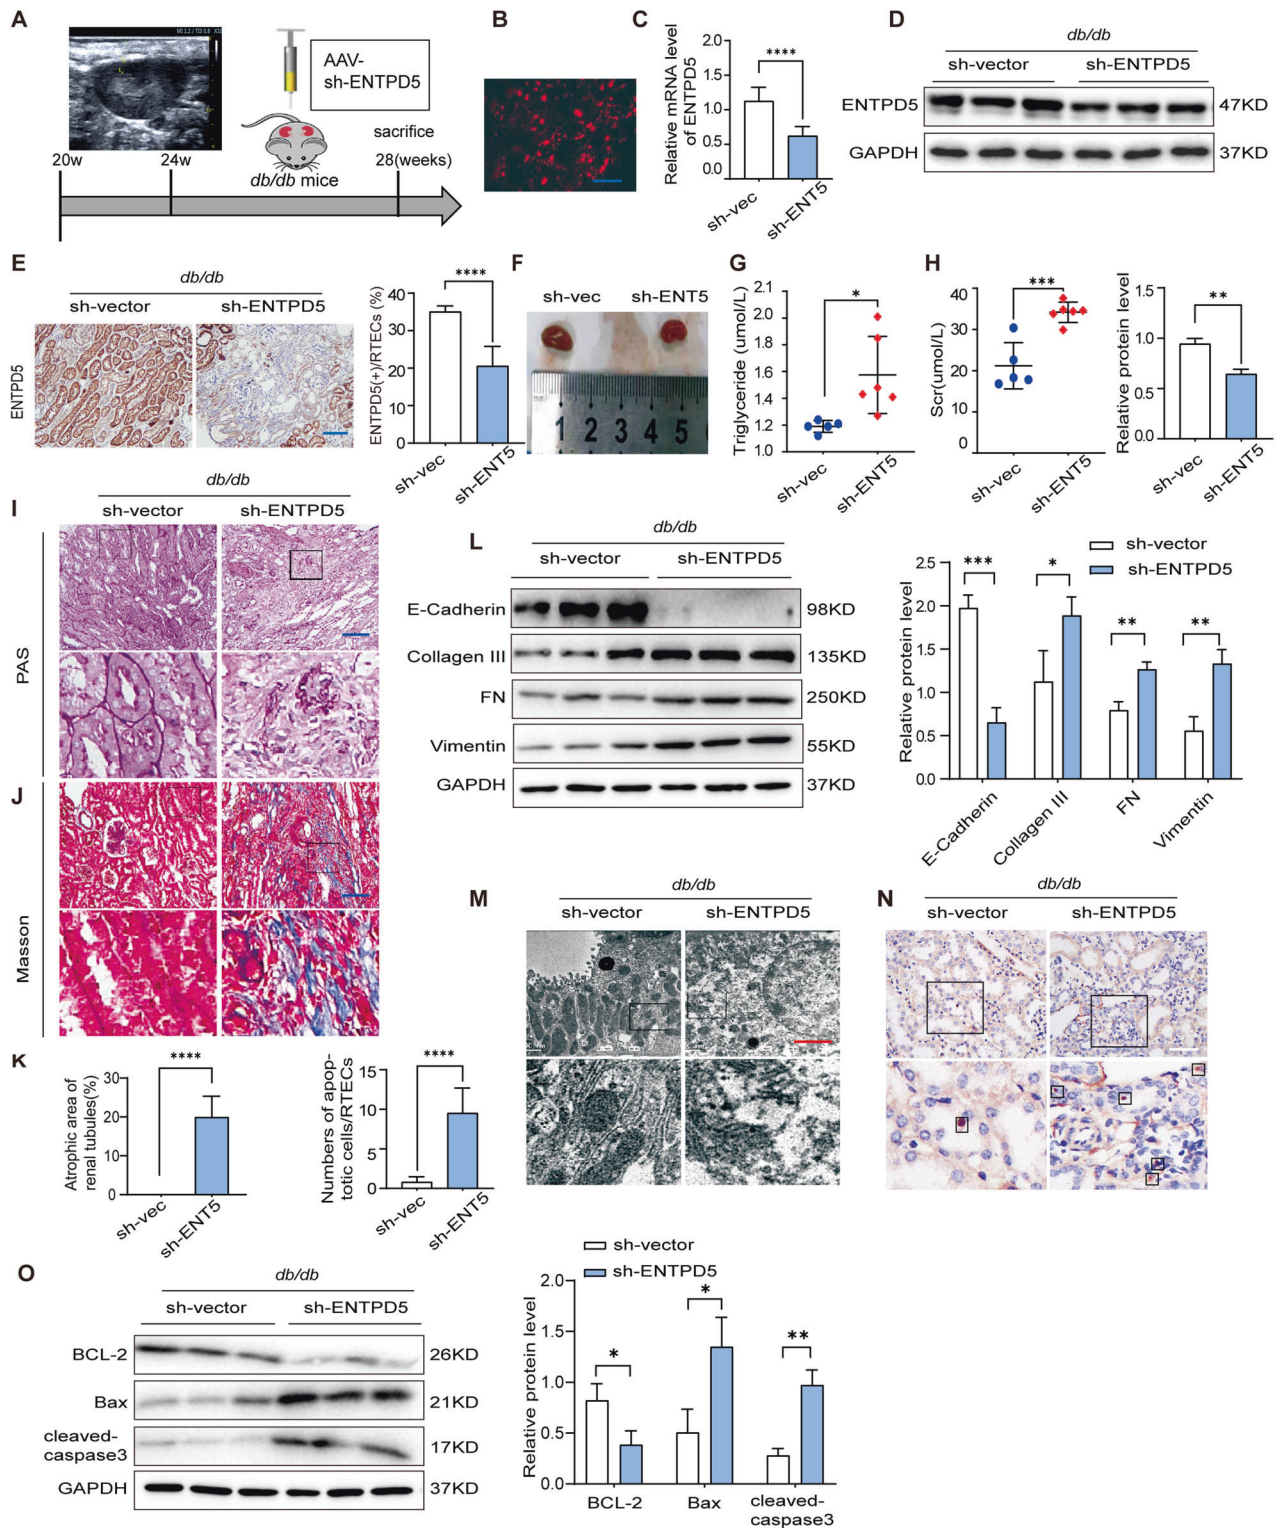 A
MI 1.2 / TIS 0.8
AAV-
sh-ENTPD5
20w
24w
sacrifice
28(weeks)
db/db mice
B
C
Relative mRNA level
of ENTPD5
2.0
1.5
1.0
0.5
0.0
****
sh-vec
sh-ENT5
D
db/db
sh-vector
sh-ENTPD5
ENTPD5
47KD
GAPDH
37KD
E
db/db
sh-vector
sh-ENTPD5
ENTPD5
ENTPD5(+)/RTECs (%)
40
30
20
10
0
****
sh-vec
sh-ENT5
F
sh-vec
sh-ENT5
1 2 3 4 5
G
Triglyceride (umol/L)
2.2
2.0
1.8
1.6
1.4
1.2
1.0
*
sh-vec
sh-ENT5
H
Scr(umol/L)
40
30
20
10
0
***
sh-vec
sh-ENT5
Relative protein level
1.5
1.0
0.5
0.0
**
sh-vec
sh-ENT5
I
db/db
sh-vector
sh-ENTPD5
PAS
J
Masson
K
Atrophic area of
renal tubules(%)
30
20
10
0
****
sh-vec
sh-ENT5
Numbers of apop-
totic cells/RTECs
15
10
5
0
****
sh-vec
sh-ENT5
L
db/db
sh-vector
sh-ENTPD5
E-Cadherin
98KD
Collagen III
135KD
FN
250KD
Vimentin
55KD
GAPDH
37KD
sh-vector
sh-ENTPD5
Relative protein level
2.5
2.0
1.5
1.0
0.5
0.0
***
*
**
**
E-Cadherin
Collagen III
FN
Vimentin
M
db/db
sh-vector
sh-ENTPD5
N
db/db
sh-vector
sh-ENTPD5
O
db/db
sh-vector
sh-ENTPD5
BCL-2
26KD
Bax
21KD
cleaved-
caspase3
17KD
GAPDH
37KD
sh-vector
sh-ENTPD5
Relative protein level
2.0
1.5
1.0
0.5
0.0
*
*
**
BCL-2
Bax
cleaved-
caspase3